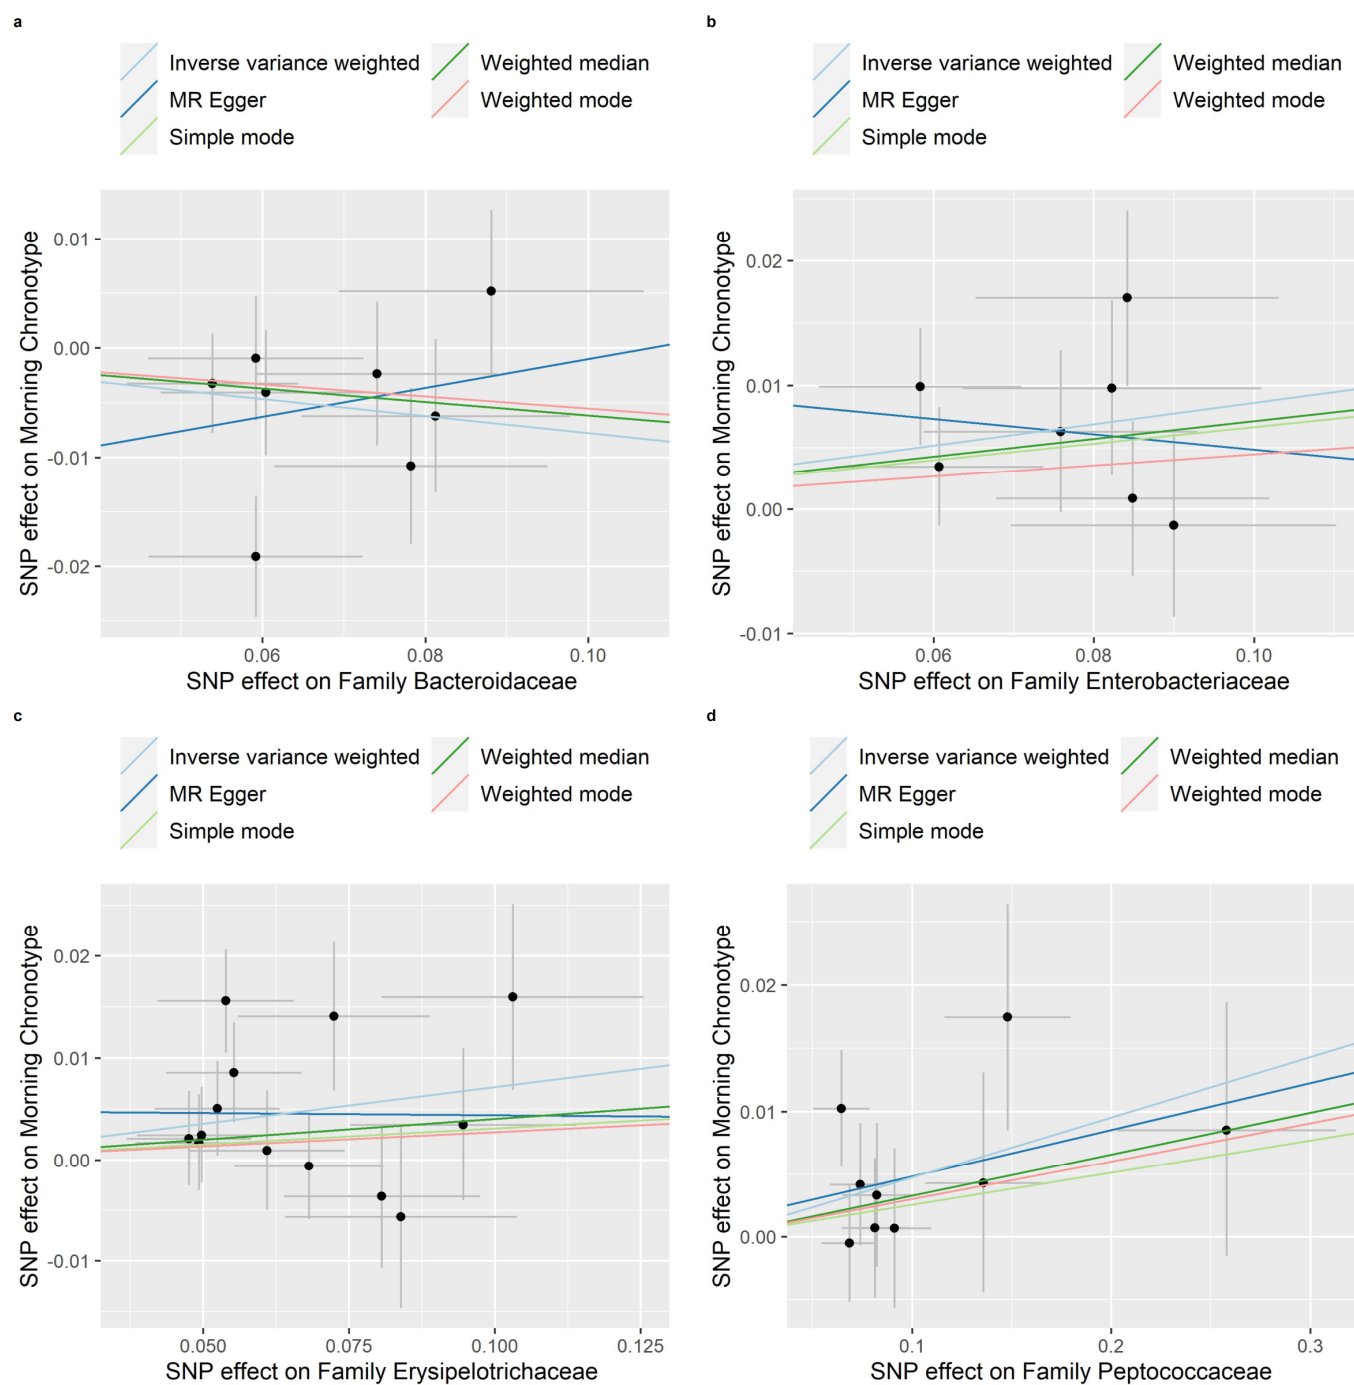 a
Inverse variance weighted
Weighted median
MR Egger
Weighted mode
Simple mode
SNP effect on Morning Chronotype
0.01
0.00
-0.01
-0.02
0.06
0.08
0.10
SNP effect on Family Bacteroidaceae
b
Inverse variance weighted
Weighted median
MR Egger
Weighted mode
Simple mode
SNP effect on Morning Chronotype
0.02
0.01
0.00
-0.01
0.06
0.08
0.10
SNP effect on Family Enterobacteriaceae
c
Inverse variance weighted
Weighted median
MR Egger
Weighted mode
Simple mode
SNP effect on Morning Chronotype
0.02
0.01
0.00
-0.01
0.050
0.075
0.100
0.125
SNP effect on Family Erysipelotrichaceae
d
Inverse variance weighted
Weighted median
MR Egger
Weighted mode
Simple mode
SNP effect on Morning Chronotype
0.02
0.01
0.00
0.1
0.2
0.3
SNP effect on Family Peptococcaceae